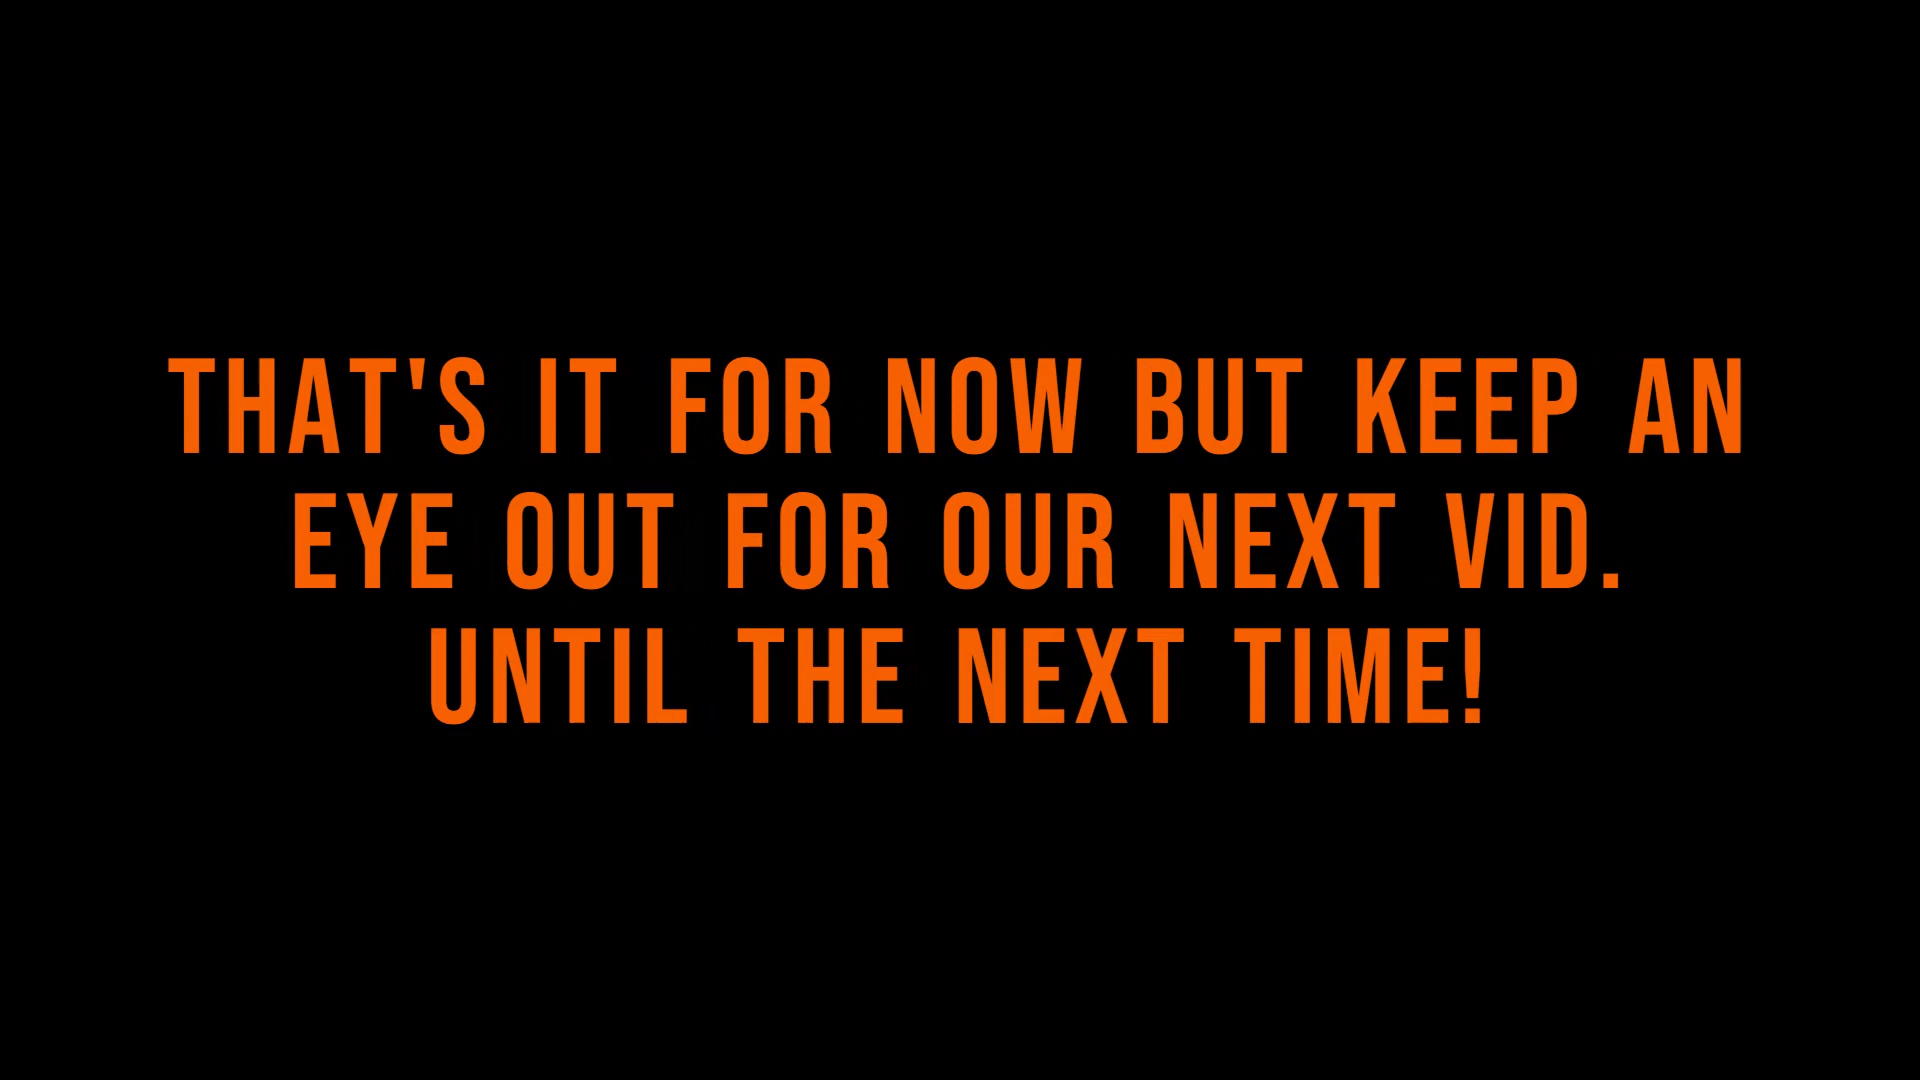 THAT'S IT FOR NOW BUT KEEP AN
EYE OUT FOR OUR NEXT VID.
UNTIL THE NEXT TIME!